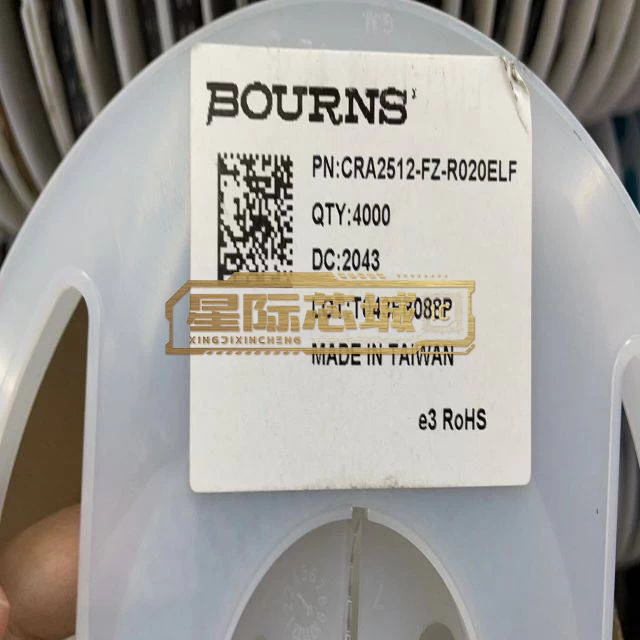 BOURNS
PN:CRA2512-FZ-R020ELF
QTY:4000
DC:2043
星际芯城
XINGJIXINCHENG
MADE IN TAIWAN
e3 RoHS